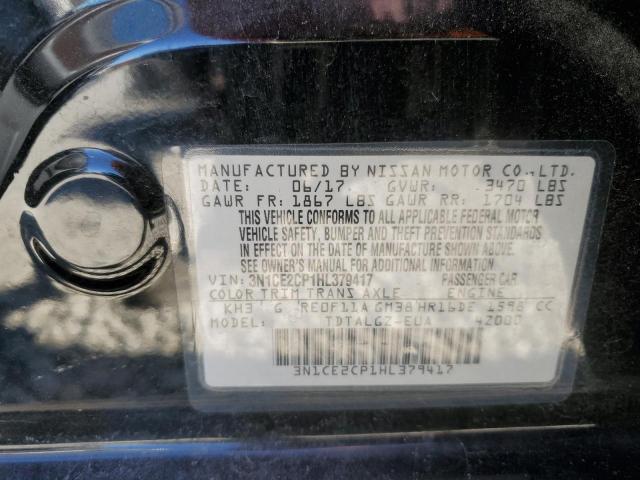 MANUFACTURED BY NISSAN MOTOR CO., LTD.
DATE: 06/17 GVWR: 3470 LBS
GAWR FR: 1867 LBS GAWR RR: 1704 LBS
THIS VEHICLE CONFORMS TO ALL APPLICABLE FEDERAL MOTOR
VEHICLE SAFETY, BUMPER AND THEFT PREVENTION STANDARDS
IN EFFECT ON THE DATE OF MANUFACTURE SHOWN ABOVE.
SEE OWNER'S MANUAL FOR ADDITIONAL INFORMATION.
VIN: 3N1CE2CP1HL379417 PASSENGER CAR
COLOR TRIM TRANS AXLE ENGINE
KH3 G RE0F11A GM38 HR16DE 1598 CC
MODEL: TDTALGZ-EUA 42000
3N1CE2CP1HL379417